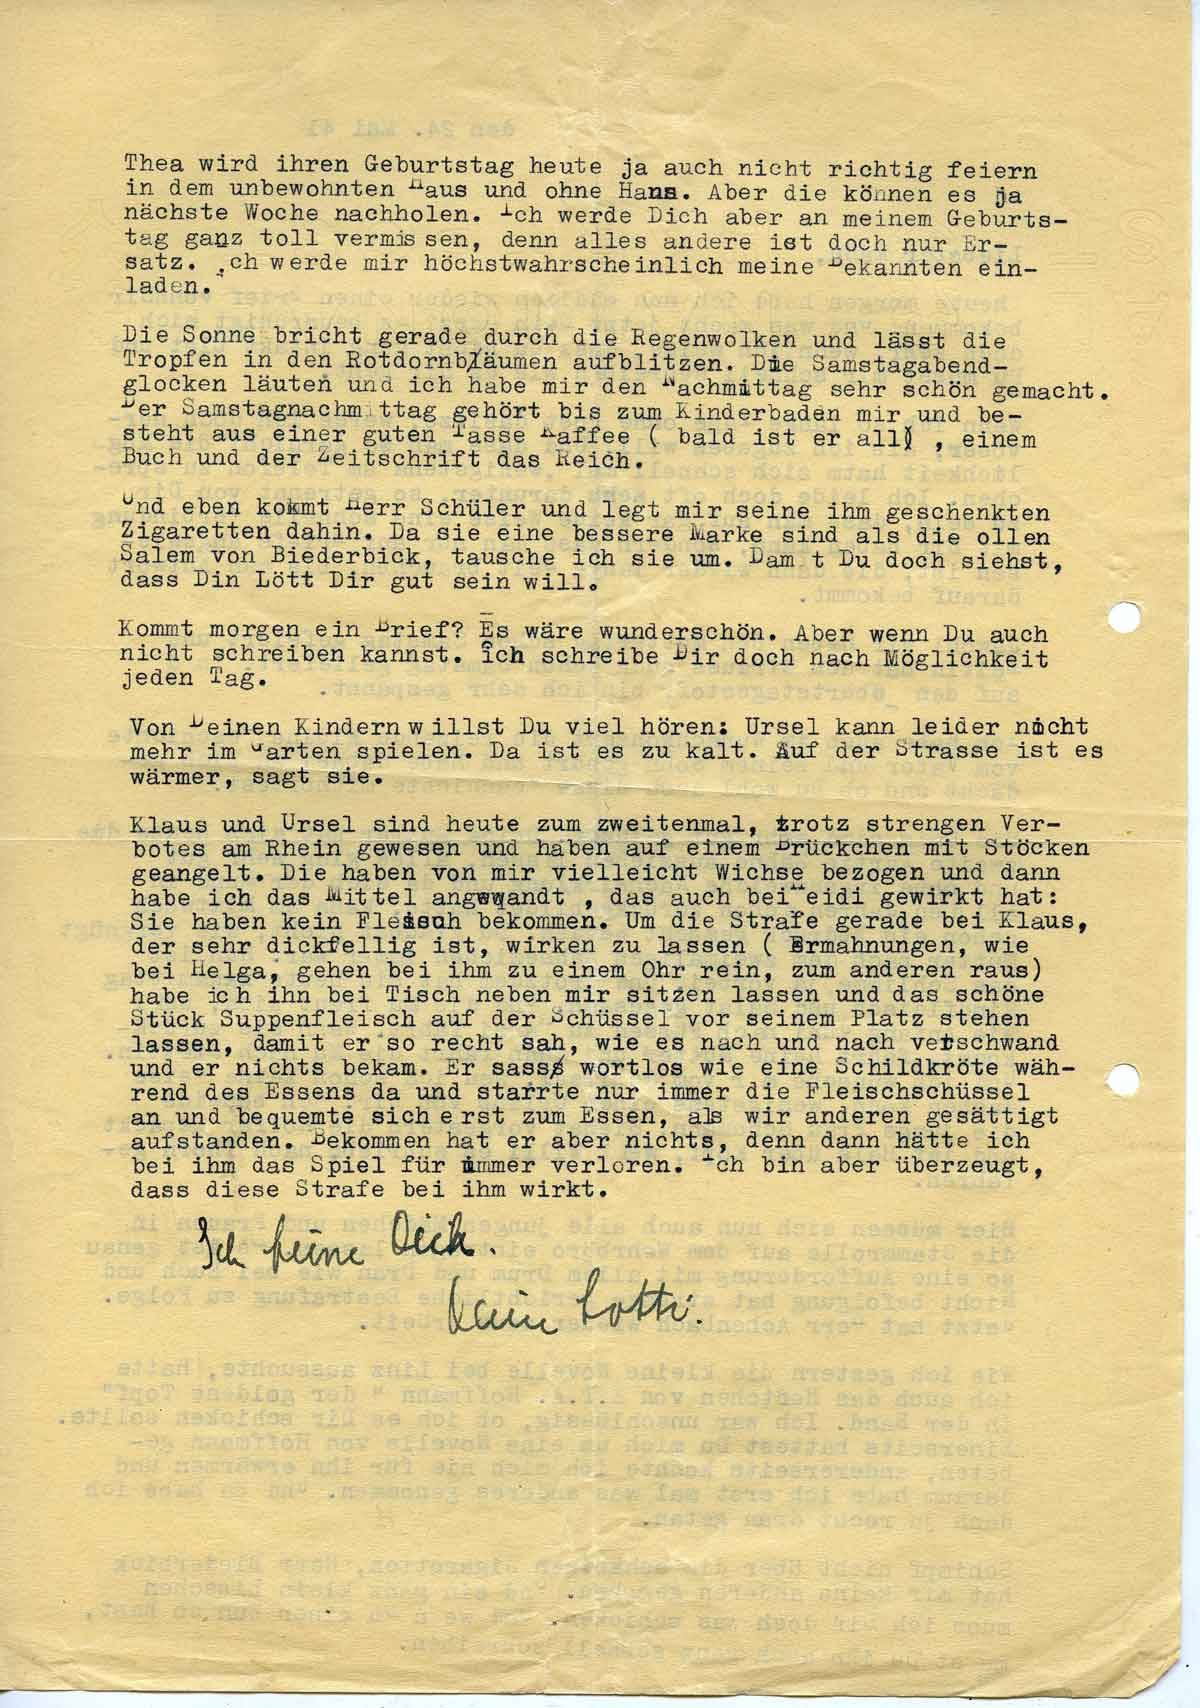 Thea wird ihren Geburtstag heute ja auch nicht richtig feiern
in dem unbewohnten Haus und ohne Hans. Aber die können es ja
nächste Woche nachholen. Ich werde Dich aber an meinem Geburts-
tag ganz toll vermissen, denn alles andere ist doch nur Er-
satz. Ich werde mir höchstwahrscheinlich meine Bekannten ein-
laden.
Die Sonne bricht gerade durch die Regenwolken und lässt die
Tropfen in den Rotdornbäumen aufblitzen. Die Samstagabend-
glocken läuten und ich habe mir den Nachmittag sehr schön gemacht.
Der Samstagnachmittag gehört bis zum Kinderbaden mir und be-
steht aus einer guten Tasse Kaffee ( bald ist er all) , einem
Buch und der Zeitschrift das Reich.
Und eben kommt Herr Schüler und legt mir seine ihm geschenkten
Zigaretten dahin. Da sie eine bessere Marke sind als die ollen
Salem von Biederbick, tausche ich sie um. Dam t Du doch siehst,
dass Din Lött Dir gut sein will.
Kommt morgen ein Brief? Es wäre wunderschön. Aber wenn Du auch
nicht schreiben kannst. ich schreibe Dir doch nach Möglichkeit
jeden Tag.
Von Deinen Kindern willst Du viel hören: Ursel kann leider nicht
mehr im Garten spielen. Da ist es zu kalt. Auf der Strasse ist es
wärmer, sagt sie.
Klaus und Ursel sind heute zum zweitenmal, trotz strengen Ver-
botes am Rhein gewesen und haben auf einem Brückchen mit Stöcken
geangelt. Die haben von mir vielleicht Wichse bezogen und dann
habe ich das Mittel angewandt , das auch bei Heidi gewirkt hat:
Sie haben kein Fleisch bekommen. Um die Strafe gerade bei Klaus,
der sehr dickfellig ist, wirken zu lassen ( Ermahnungen, wie
bei Helga, gehen bei ihm zu einem Ohr rein, zum anderen raus)
habe ich ihn bei Tisch neben mir sitzen lassen und das schöne
Stück Suppenfleisch auf der Schüssel vor seinem Platz stehen
lassen, damit er so recht sah, wie es nach und nach verschwand
und er nichts bekam. Er sass wortlos wie eine Schildkröte wäh-
rend des Essens da und starrte nur immer die Fleischschüssel
an und bequemte sich erst zum Essen, als wir anderen gesättigt
aufstanden. Bekommen hat er aber nichts, denn dann hätte ich
bei ihm das Spiel für immer verloren. Ich bin aber überzeugt,
dass diese Strafe bei ihm wirkt.
Ich Dich.
Deine Lotti.